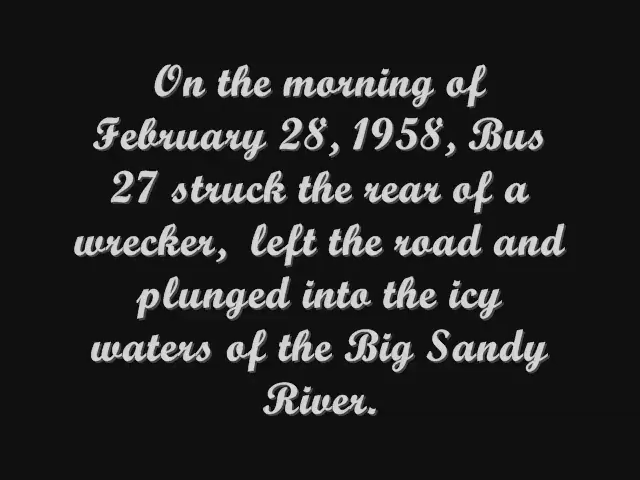 On the morning of
February 28, 1958, Bus
27 struck the rear of a
wrecker, left the road and
plunged into the icy
waters of the Big Sandy
River.